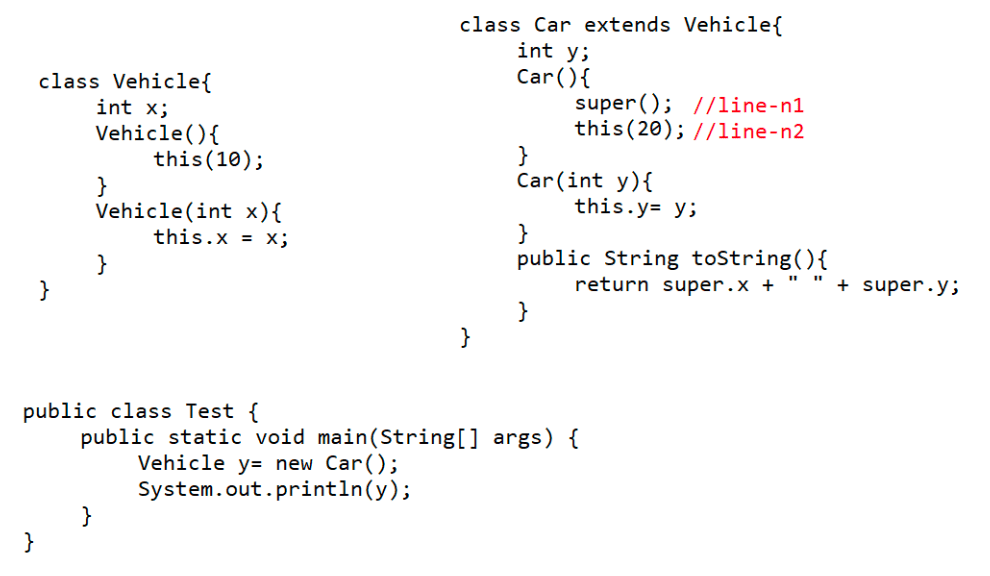 class Vehicle{
int x;
Vehicle(){
this(10);
}
Vehicle(int x){
this.x = x;
}
}
class Car extends Vehicle{
int y;
Car(){
super(); //line-n1
this(20); //line-n2
}
Car(int y){
this.y= y;
}
public String toString(){
return super.x + " " + super.y;
}
}
public class Test {
public static void main(String[] args) {
Vehicle y= new Car();
System.out.println(y);
}
}